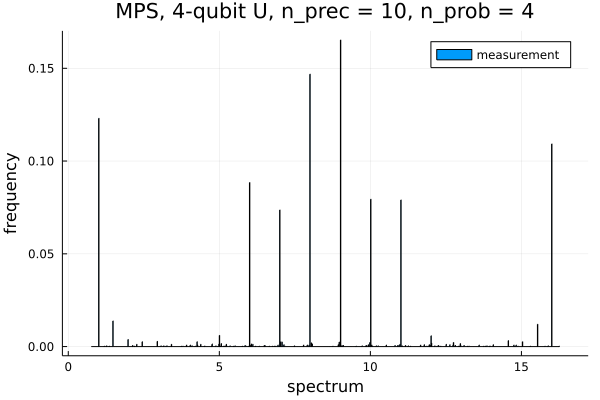 MPS, 4-qubit U, n_prec = 10, n_prob = 4
measurement
frequency
0.15
0.10
0.05
0.00
0
5
10
15
spectrum